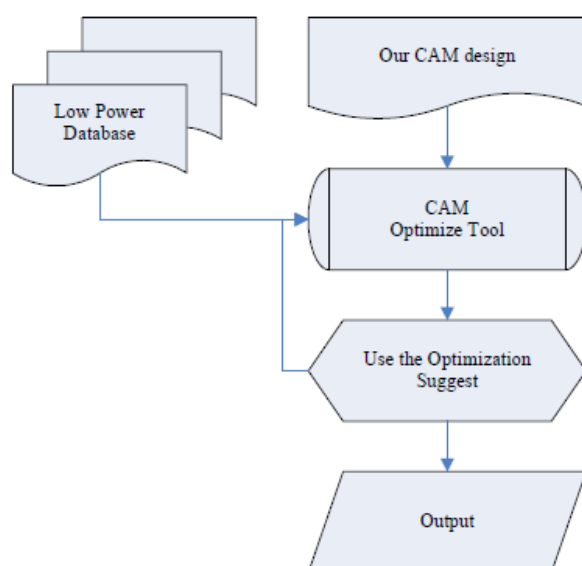 Our CAM design
Low Power
Database
CAM
Optimize Tool
Use the Optimization
Suggest
Output